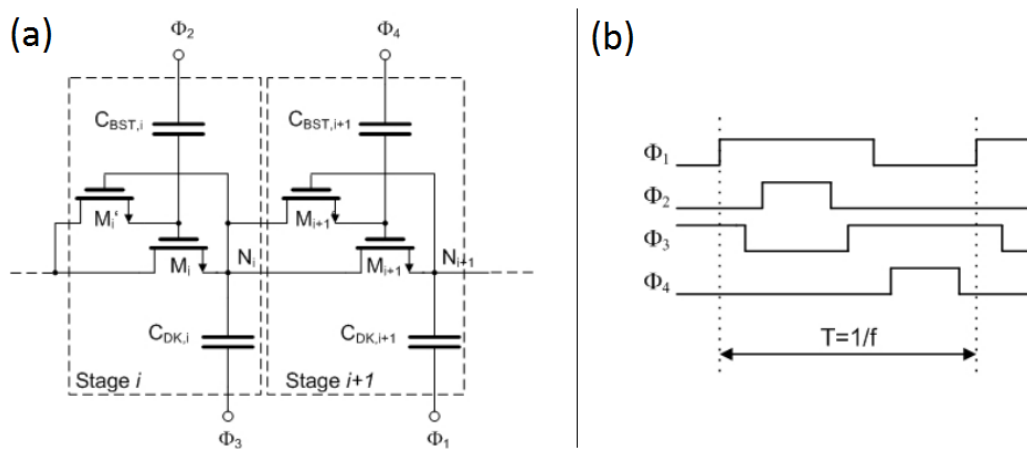 (a)
Φ2
Φ4
CBST,i
CBST,i+1
Mi‘
Mi+1
Mi
Ni
Mi+1
Ni+1
CDK,i
CDK,i+1
Stage i
Stage i+1
Φ3
Φ1
(b)
Φ1
Φ2
Φ3
Φ4
T=1/f